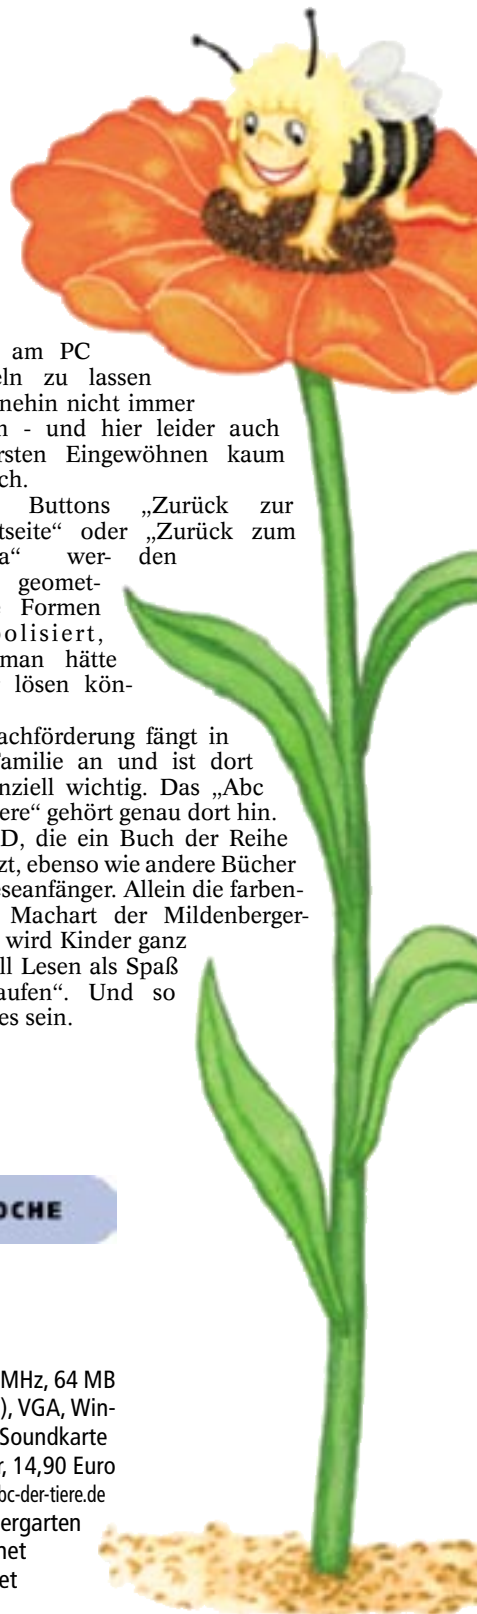 am PC
eln zu lassen
nehin nicht immer
n - und hier leider auch
rsten Eingewöhnen kaum
ch.
Buttons „Zurück zur
tseite“ oder „Zurück zum
a“ wer- den
geomet-
e Formen
polisiert,
man hätte
lösen kön-
achförderung fängt in
Familie an und ist dort
nziell wichtig. Das „Abc
ere“ gehört genau dort hin.
D, die ein Buch der Reihe
zt, ebenso wie andere Bücher
eseanfänger. Allein die farben-
Machart der Mildenberger-
wird Kinder ganz
ll Lesen als Spaß
aufen“. Und so
es sein.
OCHE
MHz, 64 MB
), VGA, Win-
Soundkarte
r, 14,90 Euro
bc-der-tiere.de
ergarten
net
et